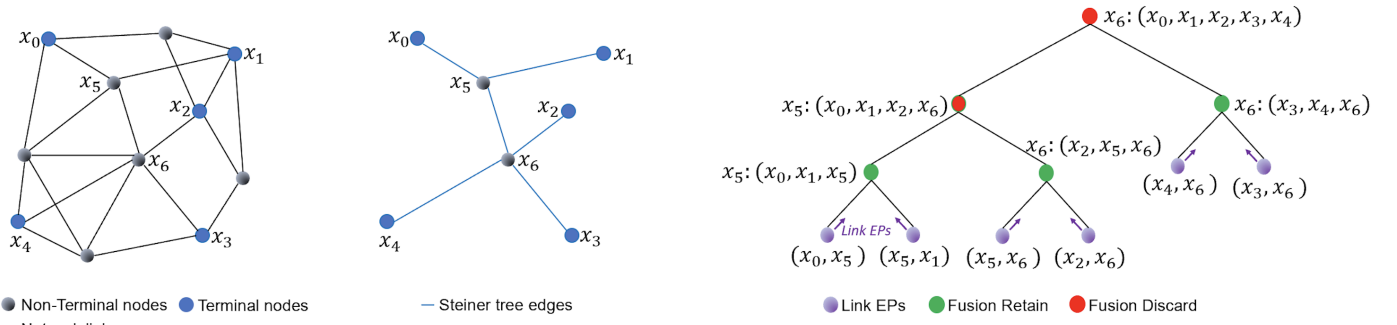 x₀
x₁
x₅
x₂
x₆
x₄
x₃
Non-Terminal nodes
Terminal nodes
x₀
x₁
x₅
x₂
x₆
x₄
x₃
Steiner tree edges
x₆: (x₀, x₁, x₂, x₃, x₄)
x₅: (x₀, x₁, x₂, x₆)
x₆: (x₃, x₄, x₆)
x₆: (x₂, x₅, x₆)
x₅: (x₀, x₁, x₅)
(x₄, x₆)
(x₃, x₆)
Link EPs
(x₀, x₅)
(x₅, x₁)
(x₅, x₆)
(x₂, x₆)
Link EPs
Fusion Retain
Fusion Discard